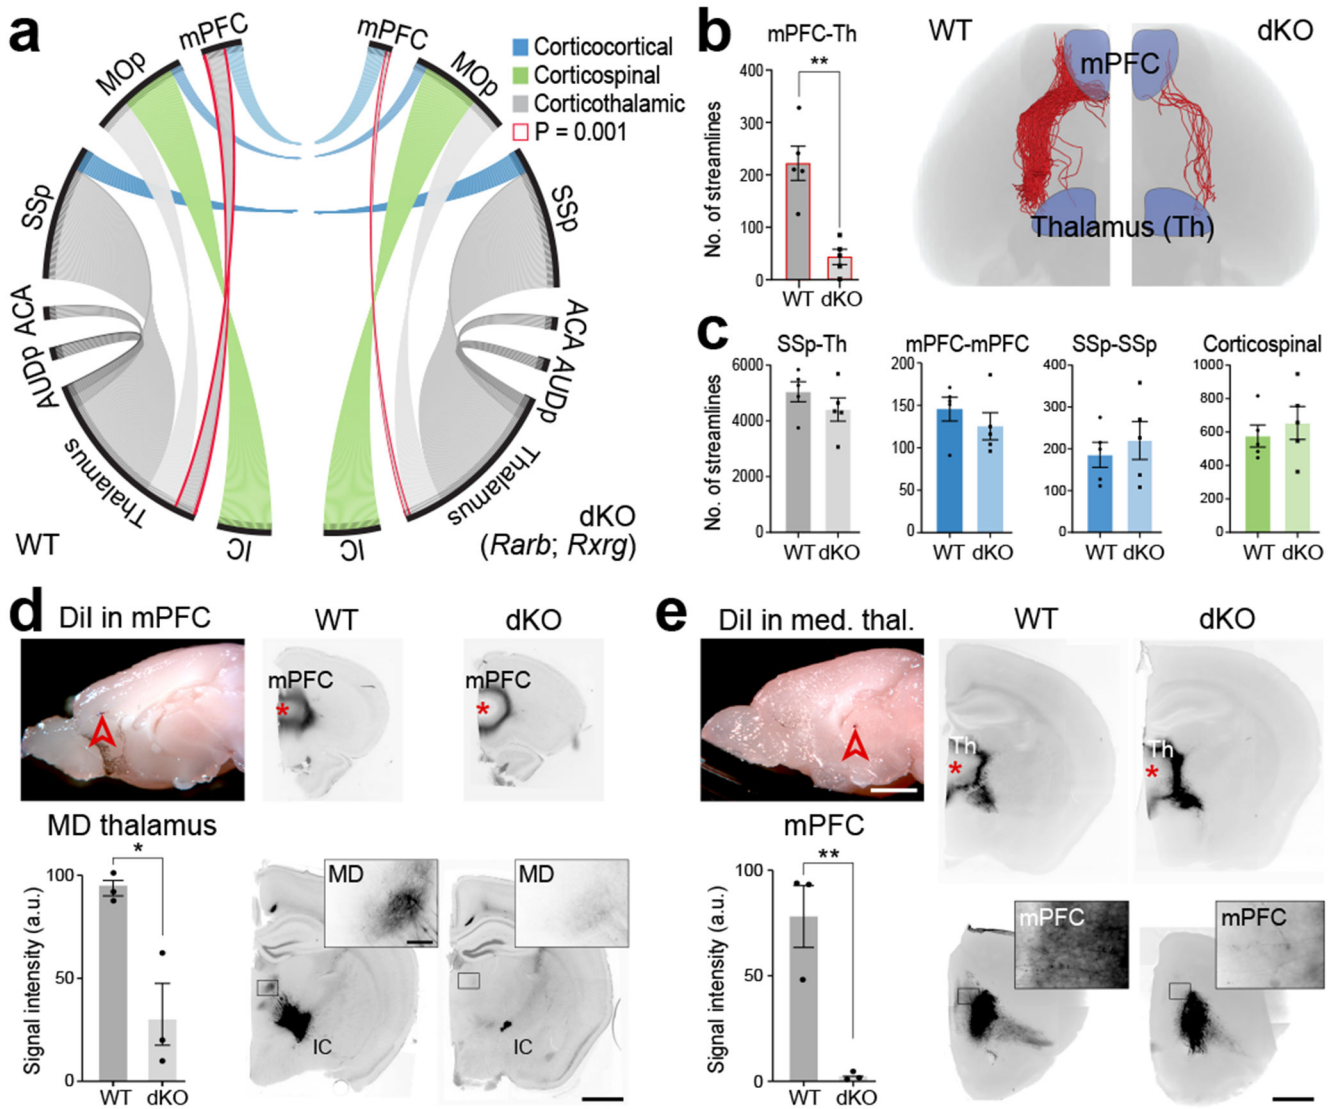 a
mPFC
mPFC
MOp
MOp
Corticocortical
Corticospinal
Corticothalamic
P = 0.001
SSp
SSp
ACA
ACA
AUDp
AUDp
Thalamus
Thalamus
IC
IC
WT
dKO
(Rarb; Rxrg)
b
mPFC-Th
**
No. of streamlines
400
300
200
100
0
WT dKO
WT
dKO
mPFC
Thalamus (Th)
c
SSp-Th
mPFC-mPFC
SSp-SSp
Corticospinal
No. of streamlines
6000
4000
2000
0
WT dKO
200
150
100
50
0
WT dKO
400
300
200
100
0
WT dKO
1000
800
600
400
200
0
WT dKO
d
DiI in mPFC
WT
dKO
mPFC
*
mPFC
*
MD thalamus
*
Signal intensity (a.u.)
100
50
0
WT dKO
MD
IC
MD
IC
e
DiI in med. thal.
WT
dKO
Th
*
Th
*
mPFC
**
Signal intensity (a.u.)
100
50
0
WT dKO
mPFC
mPFC